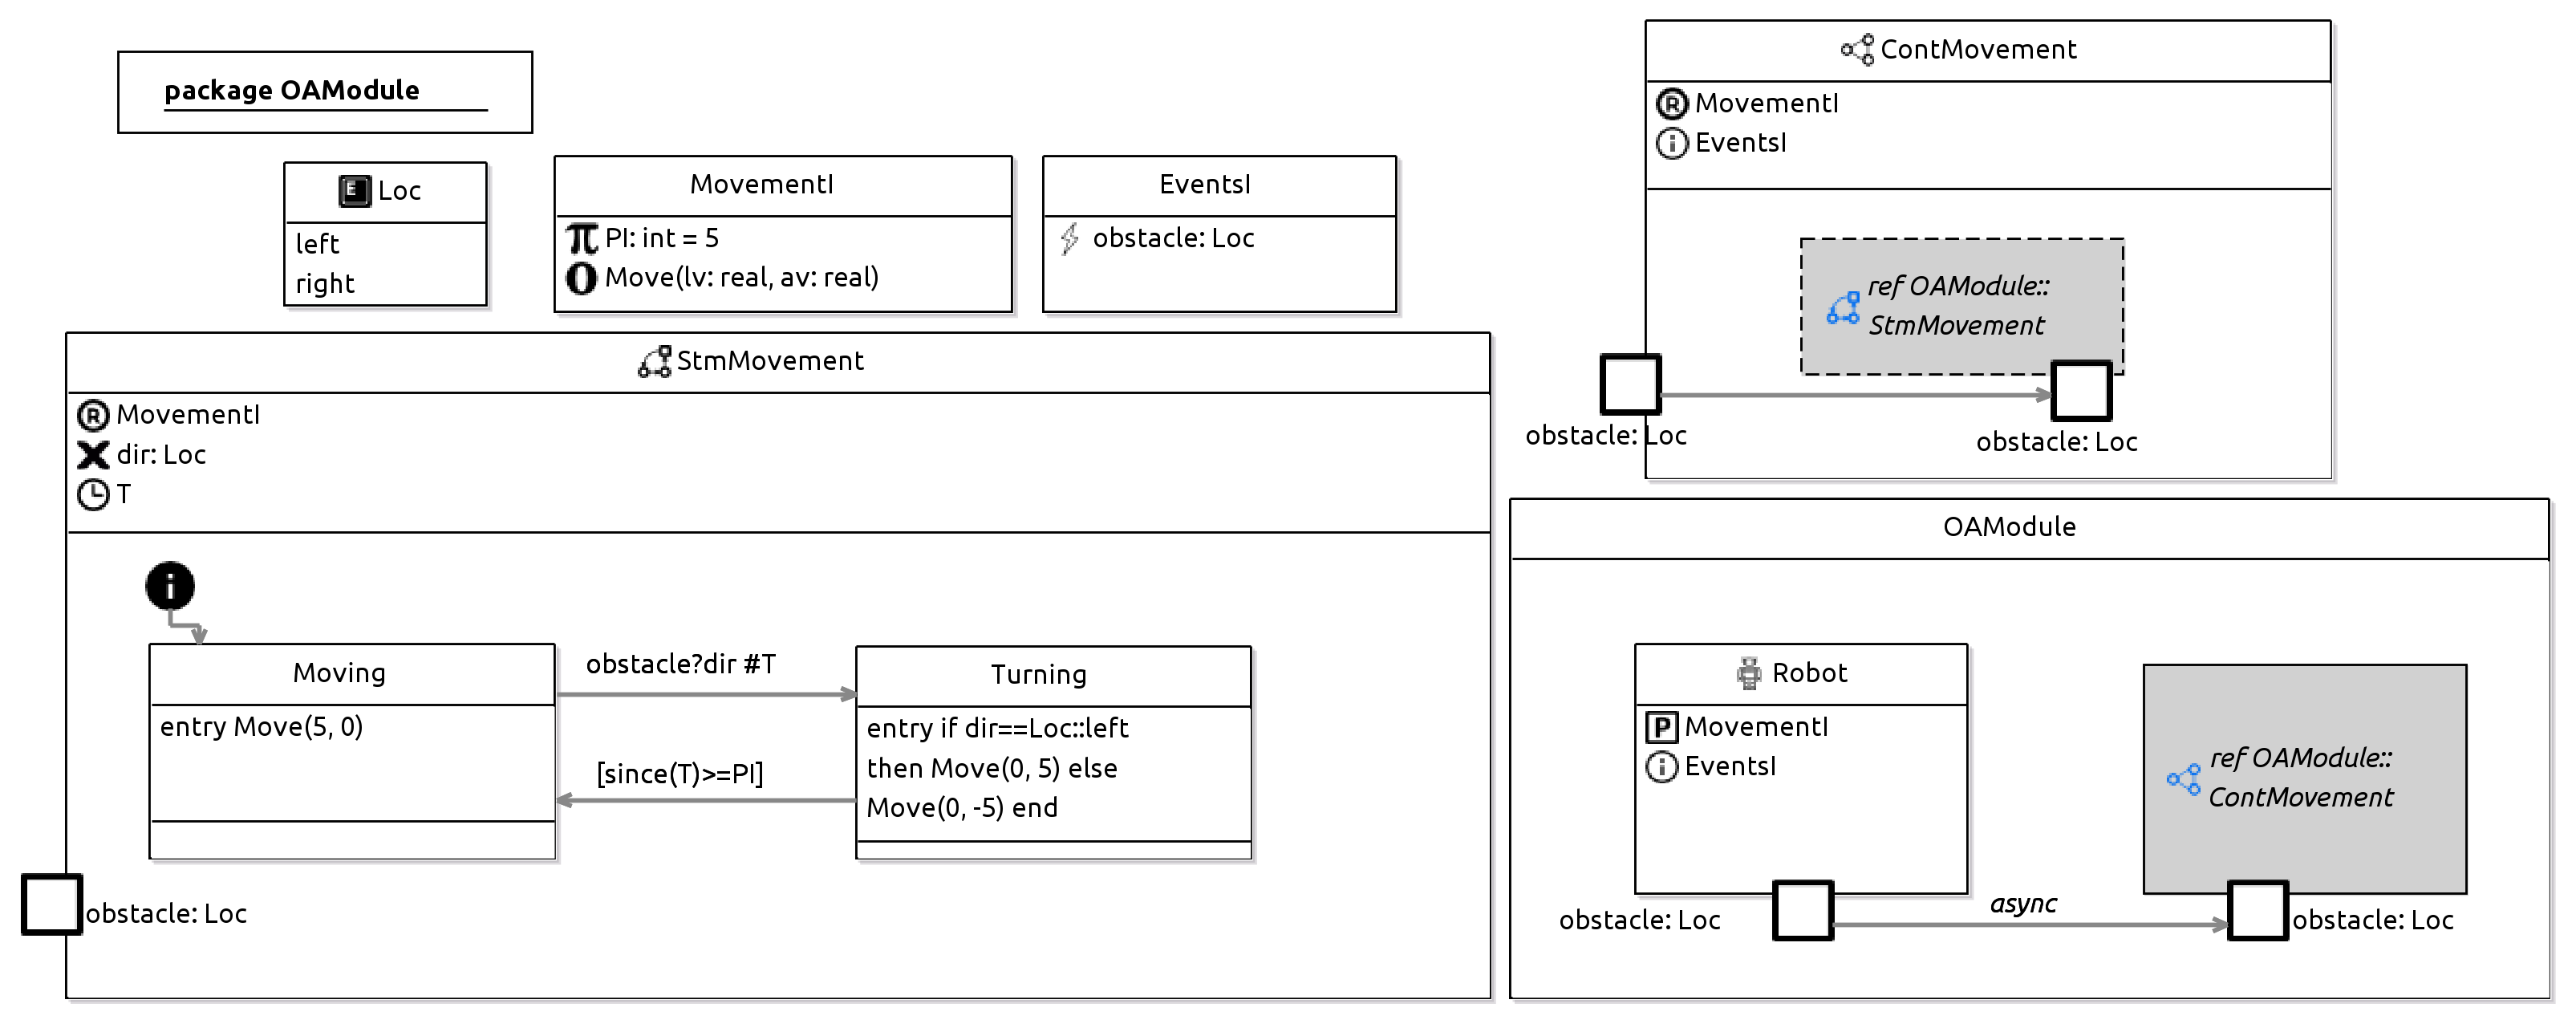 package OAModule
Loc
left
right
MovementI
PI: int = 5
Move(lv: real, av: real)
EventsI
obstacle: Loc
StmMovement
MovementI
dir: Loc
T
Moving
entry Move(5, 0)
obstacle?dir #T
[since(T)>=PI]
Turning
entry if dir==Loc::left
then Move(0, 5) else
Move(0, -5) end
obstacle: Loc
ContMovement
MovementI
EventsI
ref OAModule::
StmMovement
obstacle: Loc
obstacle: Loc
OAModule
Robot
MovementI
EventsI
ref OAModule::
ContMovement
obstacle: Loc
async
obstacle: Loc